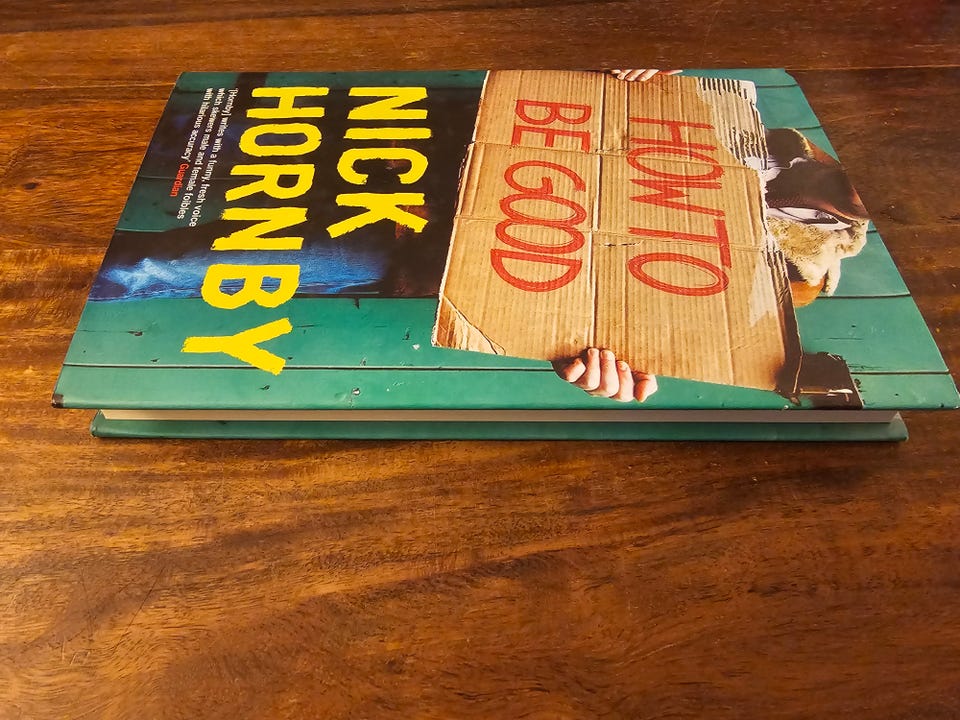 HOW TO
BE GOOD
NICK
HORNBY
'[Hornby] writes with a funny, fresh voice
which skewers male and female foibles
with hilarious accuracy' Guardian